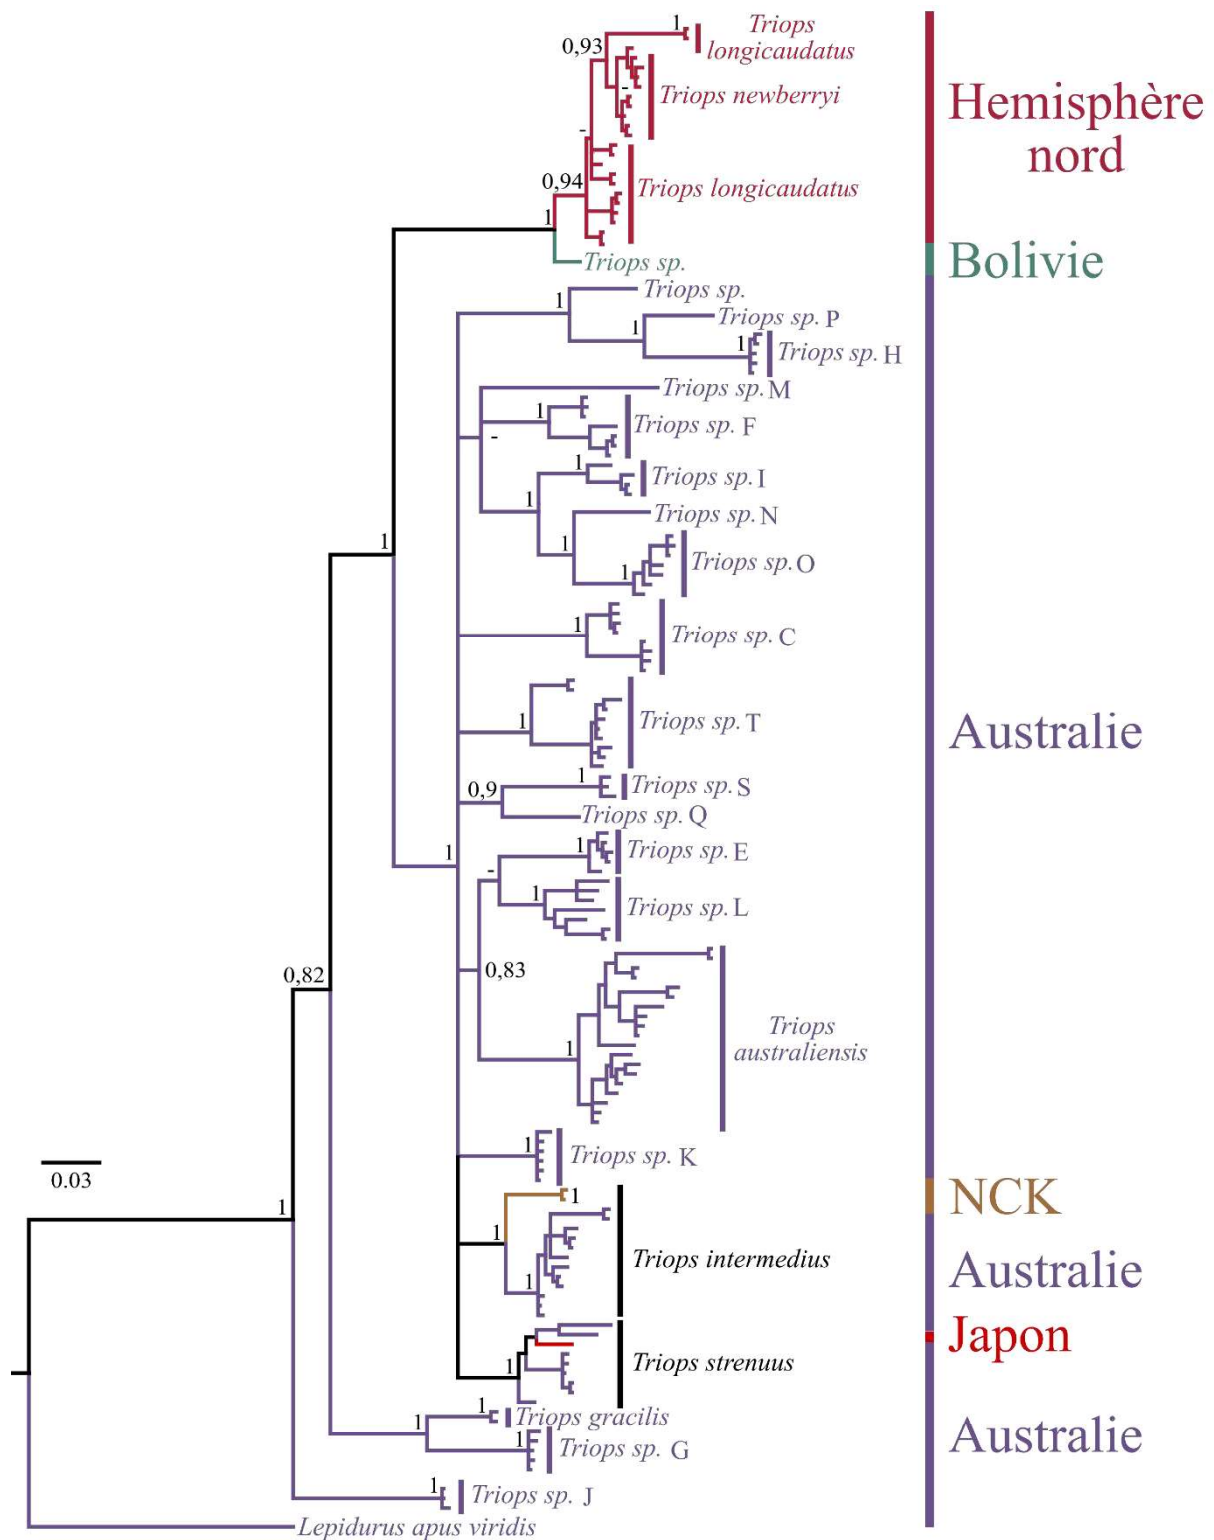 1
Triops
longicaudatus
0,93
Hemisphère
nord
-
Triops newberryi
-
0,94
Triops longicaudatus
1
Triops sp.
Bolivie
Triops sp.
1
Triops sp. P
1
1
Triops sp. H
Triops sp. M
1
Triops sp. F
-
1
Triops sp. I
1
Triops sp. N
1
1
Triops sp. O
1
1
Triops sp. C
1
Triops sp. T
Australie
1
Triops sp. S
0,9
Triops sp. Q
1
1
Triops sp. E
-
1
Triops sp. L
0,83
0,82
1
Triops
australiensis
1
Triops sp. K
0.03
1
NCK
1
1
Triops intermedius
Australie
1
Japon
1
Triops strenuus
1
Triops gracilis
1
1
Triops sp. G
Australie
1
Triops sp. J
Lepidurus apus viridis